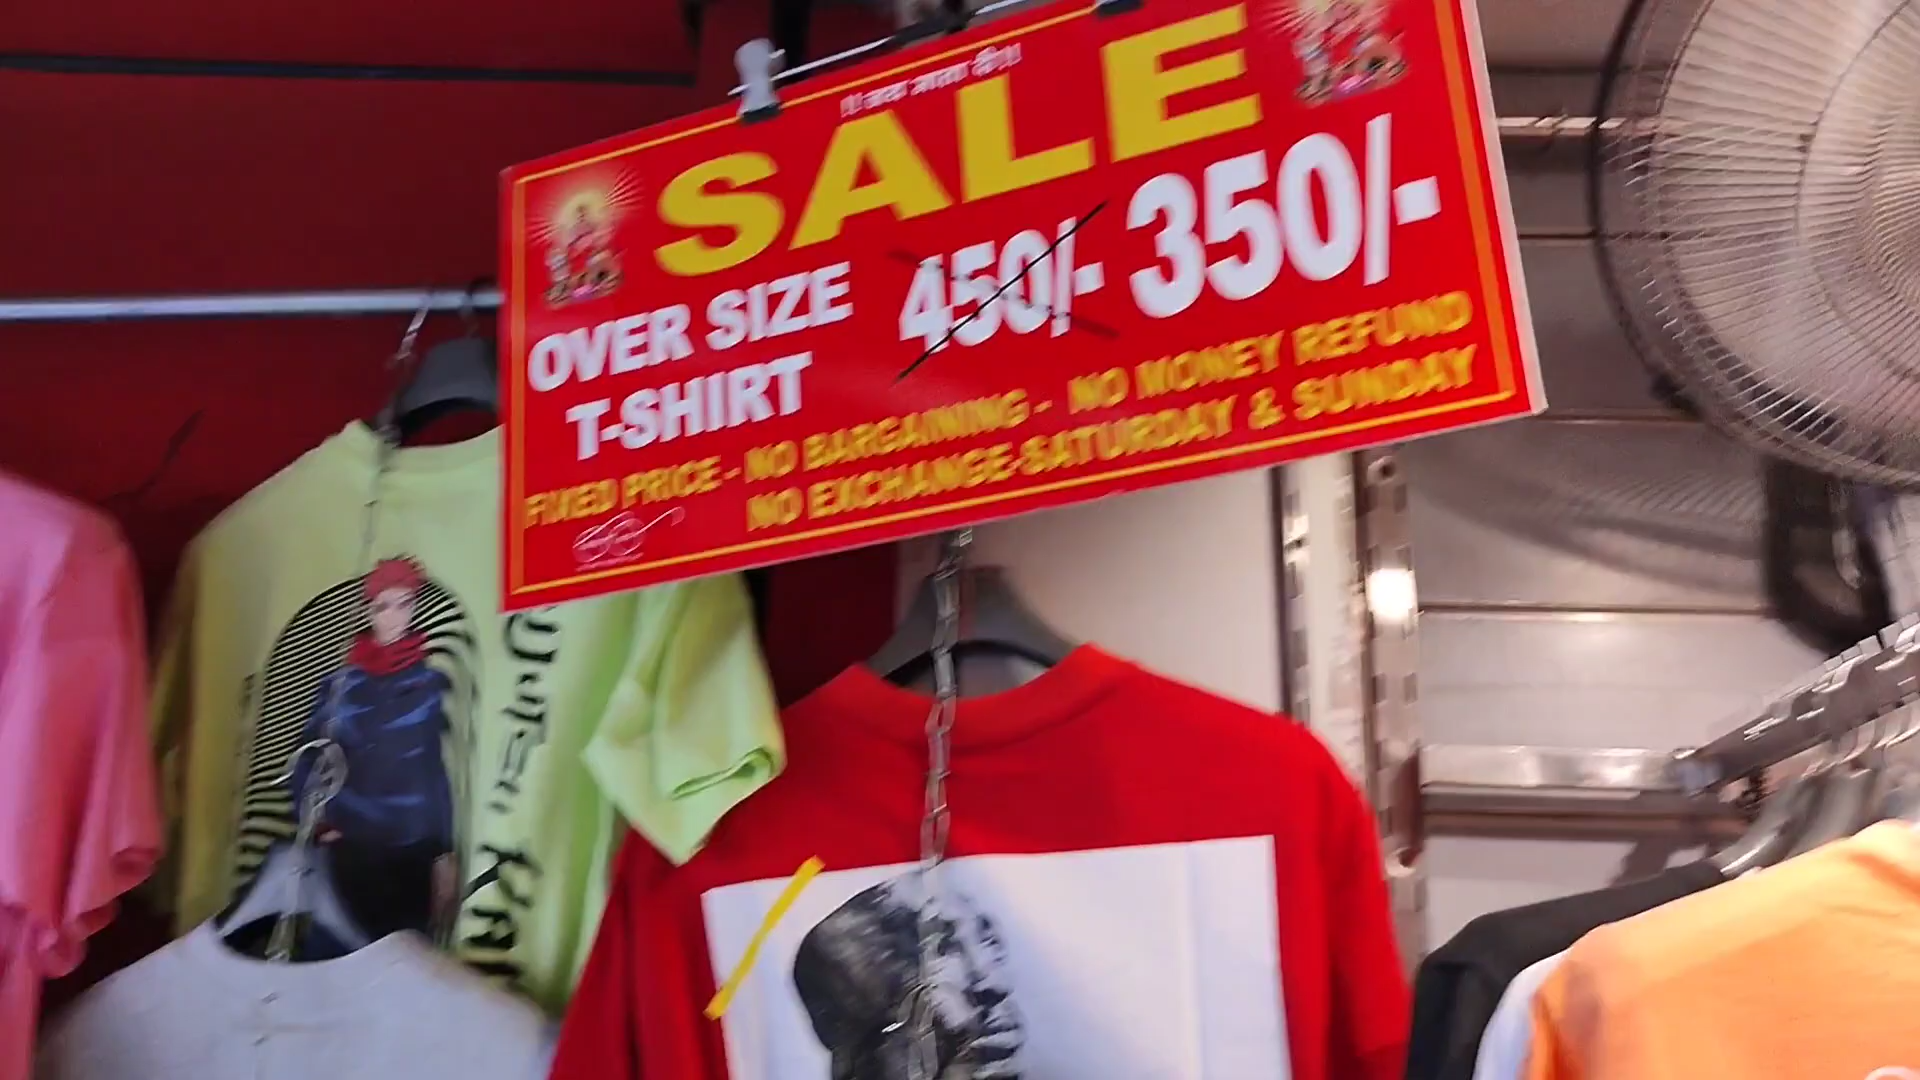 SALE
OVER SIZE
T-SHIRT
450/- 350/-
FIXED PRICE - NO BARGAINING - NO MONEY REFUND
NO EXCHANGE-SATURDAY & SUNDAY